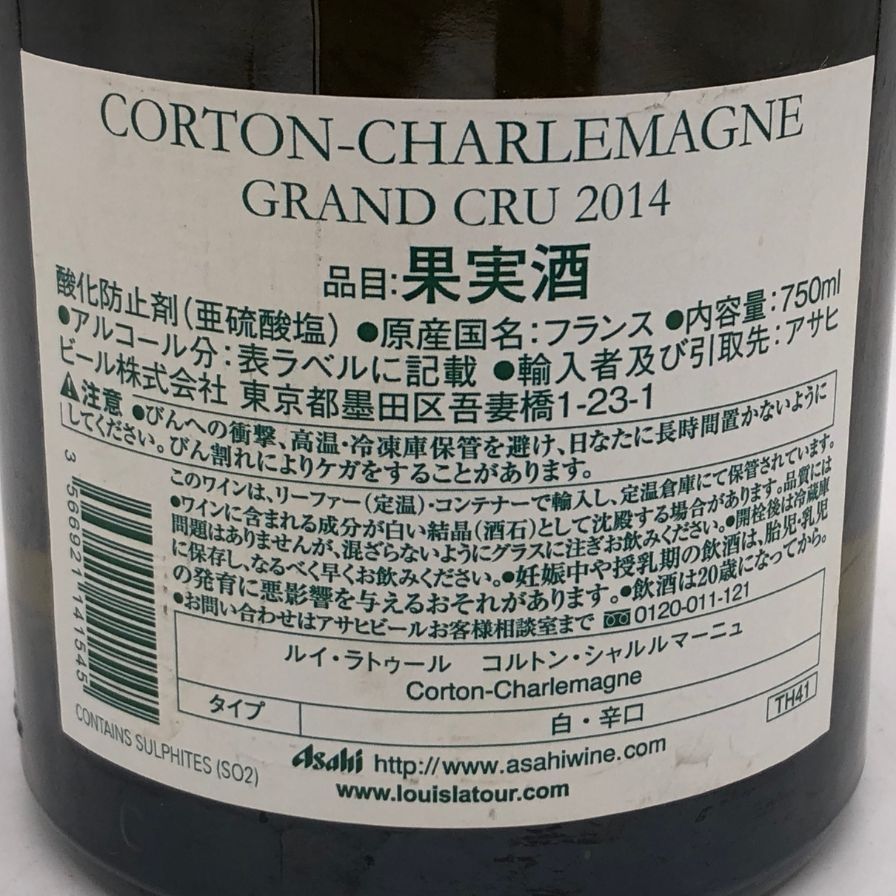 CORTON-CHARLEMAGNE
GRAND CRU 2014
品目:果実酒
酸化防止剤(亜硫酸塩) ●原産国名:フランス ●内容量:750ml
●アルコール分:表ラベルに記載 ●輸入者及び引取先:アサヒ
ビール株式会社 東京都墨田区吾妻橋1-23-1
⚠注意 ●びんへの衝撃、高温・冷凍庫保管を避け、日なたに長時間置かないように
してください。びん割れによりケガをすることがあります。
このワインは、リーファー(定温)・コンテナーで輸入し、定温倉庫にて保管されています。
●ワインに含まれる成分が白い結晶(酒石)として沈殿する場合があります。品質には
問題はありませんが、混ざらないようにグラスに注ぎお飲みください。●開栓後は冷蔵庫
に保存し、なるべく早くお飲みください。●妊娠中や授乳期の飲酒は、胎児・乳児
の発育に悪影響を与えるおそれがあります。●飲酒は20歳になってから。
●お問い合わせはアサヒビールお客様相談室まで 0120-011-121
ルイ・ラトゥール コルトン・シャルルマーニュ
Corton-Charlemagne
タイプ 白・辛口
TH41
3 566921 141545
CONTAINS SULPHITES (SO2)
Asahi http://www.asahiwine.com
www.louislatour.com